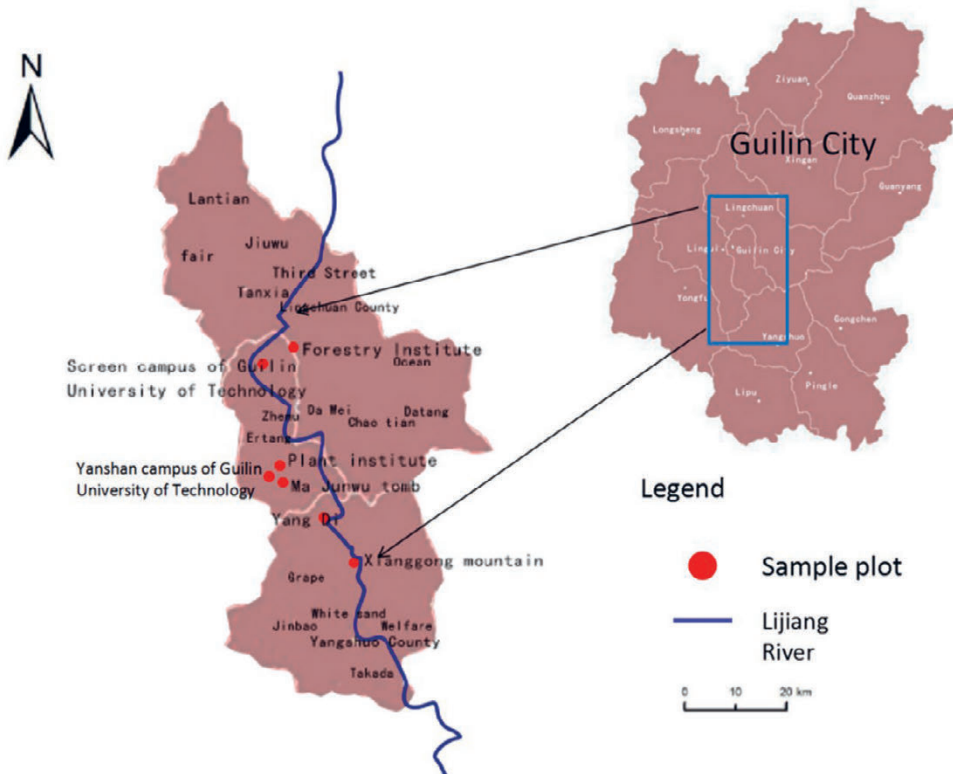 N
Lantian
Jiuwu
fair
Third Street
Tanxia
Lingchuan County
Forestry Institute
Screen campus of Guilin
University of Technology
Ocean
Zhemu
Da Wei
Datang
Chao tian
Ertang
Plant institute
Yanshan campus of Guilin
University of Technology
Ma Junwu tomb
Yang Di
Xianggong mountain
Grape
White sand
Jinbao
Welfare
Yangshuo County
Takada
Ziyuan
Quanzhou
Longsheng
Guilin City
Xingan
Guanyang
Lingchuan
Lingui
Guilin City
Yongfu
Gongchen
Yangshuo
Pingle
Lipu
Legend
Sample plot
Lijiang
River
0 10 20 km